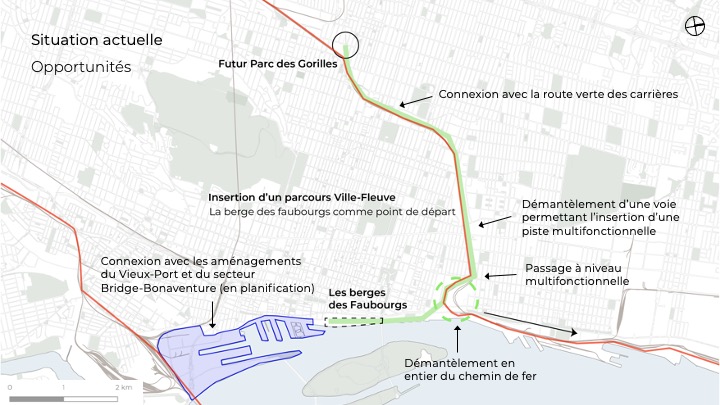 Situation actuelle
Opportunités
Futur Parc des Gorilles
Connexion avec la route verte des carrières
Insertion d'un parcours Ville-Fleuve
La berge des faubourgs comme point de départ
Démantèlement d'une voie
permettant l'insertion d'une
piste multifonctionnelle
Connexion avec les aménagements
du Vieux-Port et du secteur
Bridge-Bonaventure (en planification)
Passage à niveau
multifonctionnelle
Les berges
des Faubourgs
Démantèlement en
entier du chemin de fer
0 1 2 km